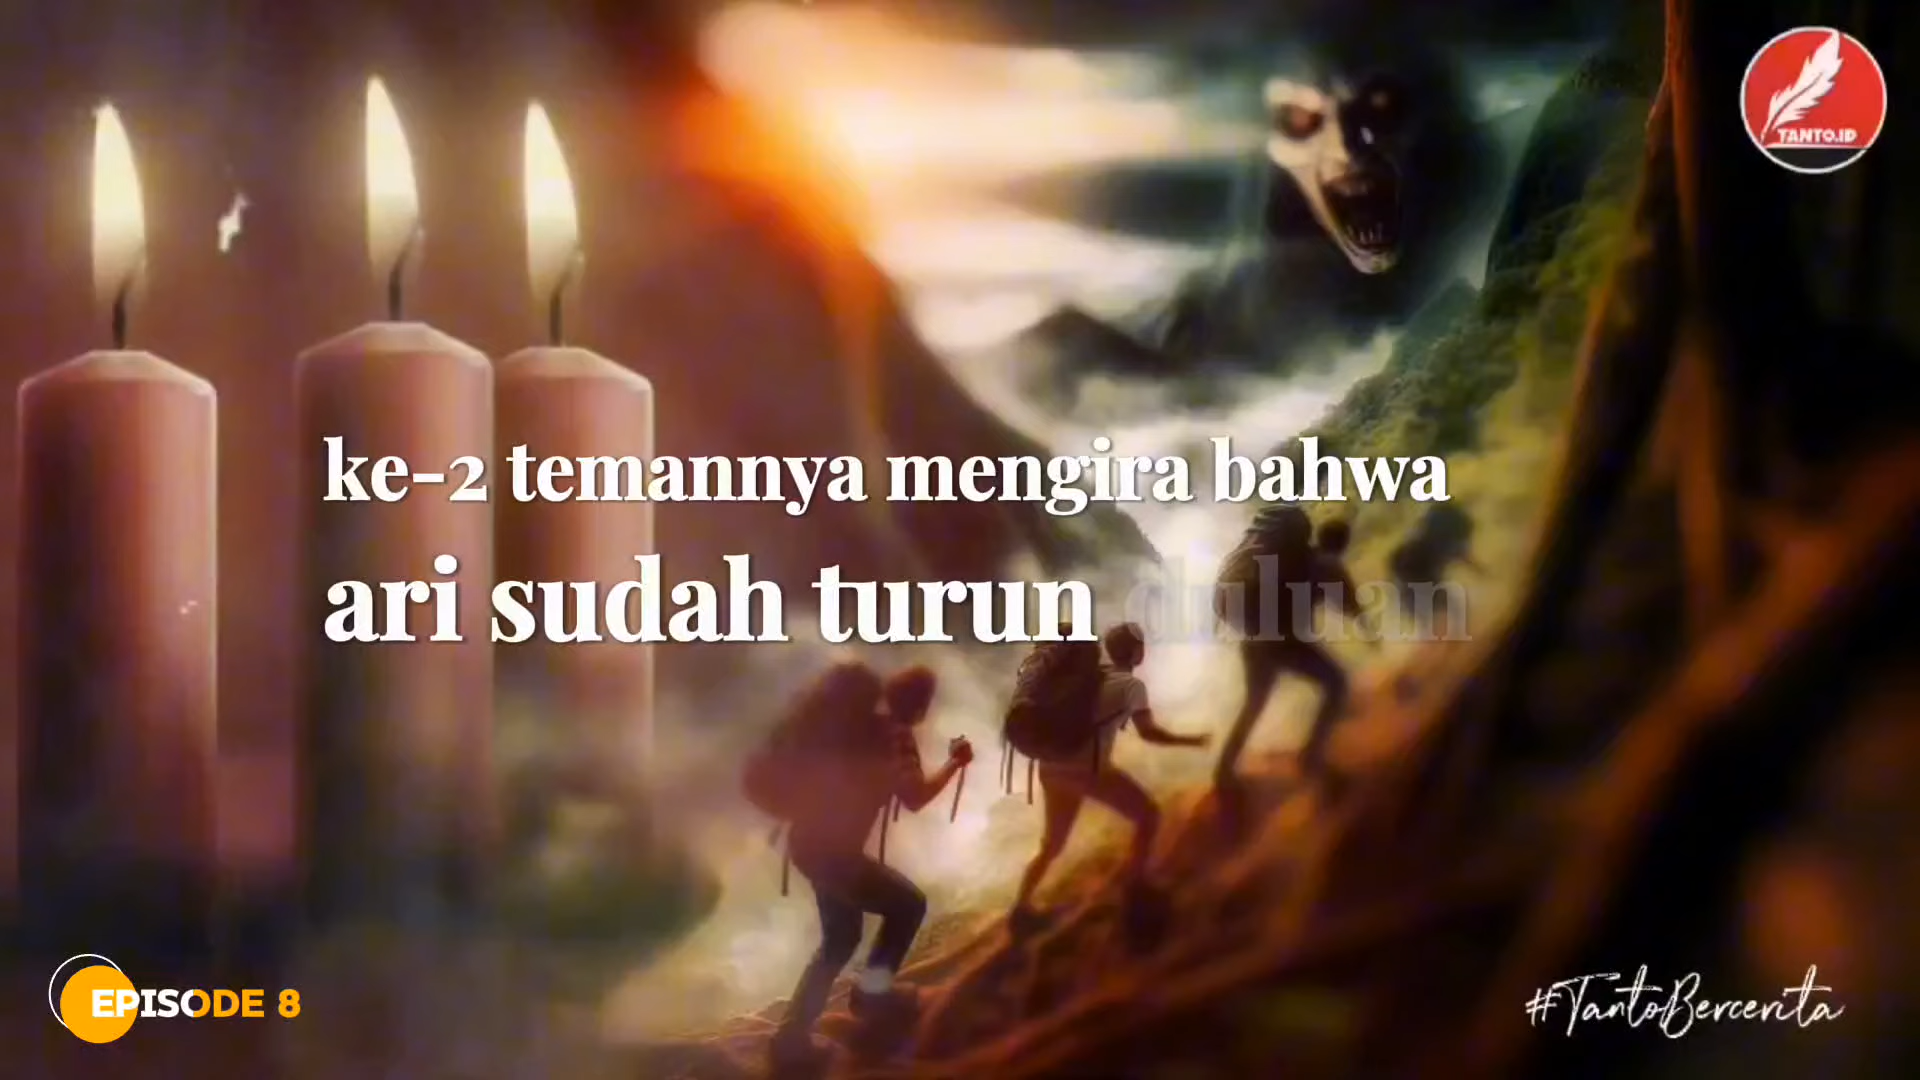 TANTO.ID
ke-2 temannya mengira bahwa
ari sudah turun duluan
EPISODE 8
#TantoBercerita